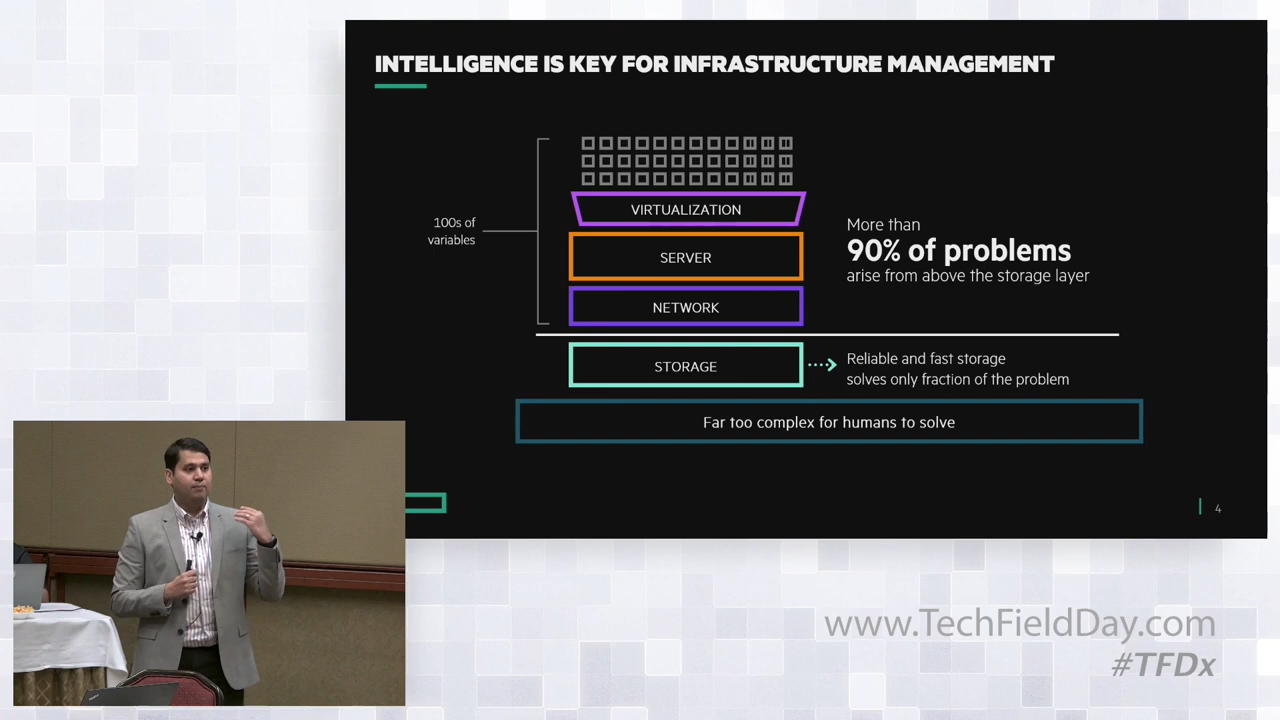 INTELLIGENCE IS KEY FOR INFRASTRUCTURE MANAGEMENT
100s of
variables
VIRTUALIZATION
SERVER
NETWORK
STORAGE
More than
90% of problems
arise from above the storage layer
Reliable and fast storage
solves only fraction of the problem
Far too complex for humans to solve
4
www.TechFieldDay.com
#TFDx